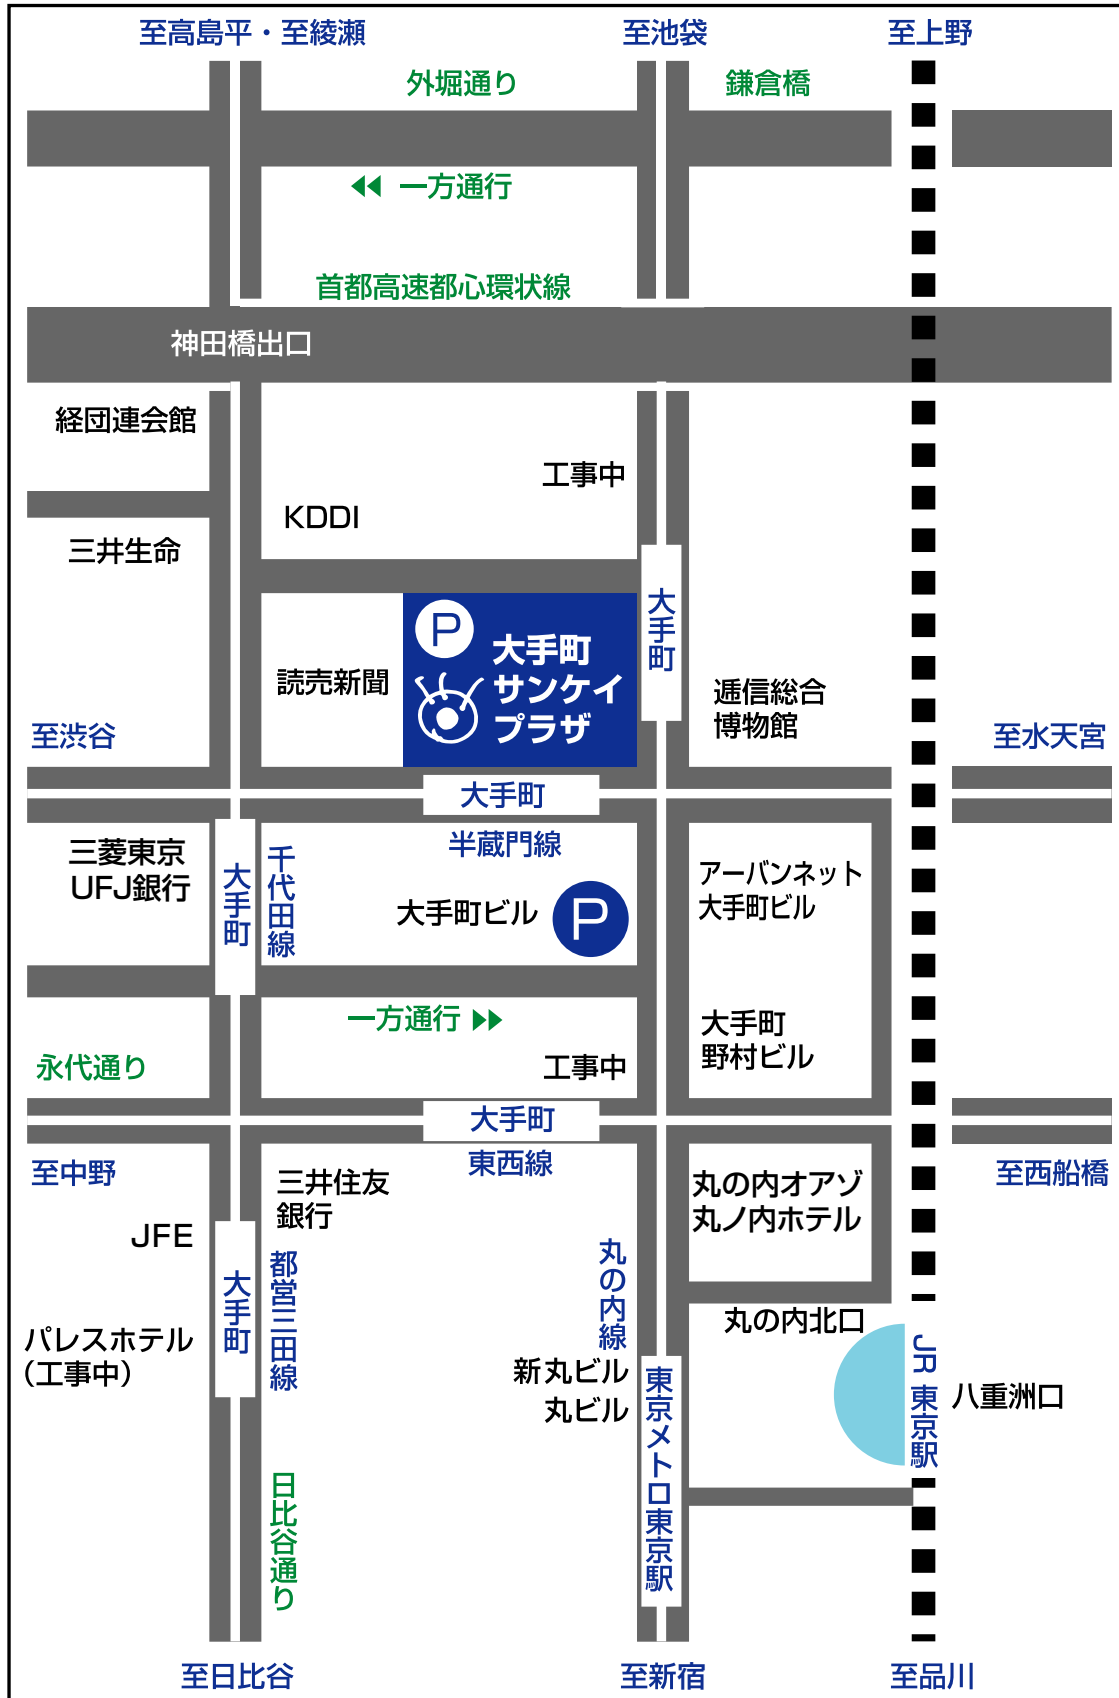 至高島平・至綾瀬
至池袋
至上野
外堀通り
鎌倉橋
一方通行
首都高速都心環状線
神田橋出口
経団連会館
工事中
KDDI
三井生命
大手町
P
大手町
サンケイ
プラザ
読売新聞
逓信総合
博物館
至渋谷
至水天宮
大手町
半蔵門線
三菱東京
UFJ銀行
大手町
千代田線
大手町ビル
P
アーバンネット
大手町ビル
一方通行
大手町
野村ビル
永代通り
工事中
大手町
東西線
至中野
至西船橋
三井住友
銀行
丸の内オアゾ
丸ノ内ホテル
JFE
大手町
都営三田線
丸の内線
丸の内北口
パレスホテル
(工事中)
新丸ビル
丸ビル
東京メトロ東京駅
JR 東京駅
八重洲口
日比谷通り
至日比谷
至新宿
至品川